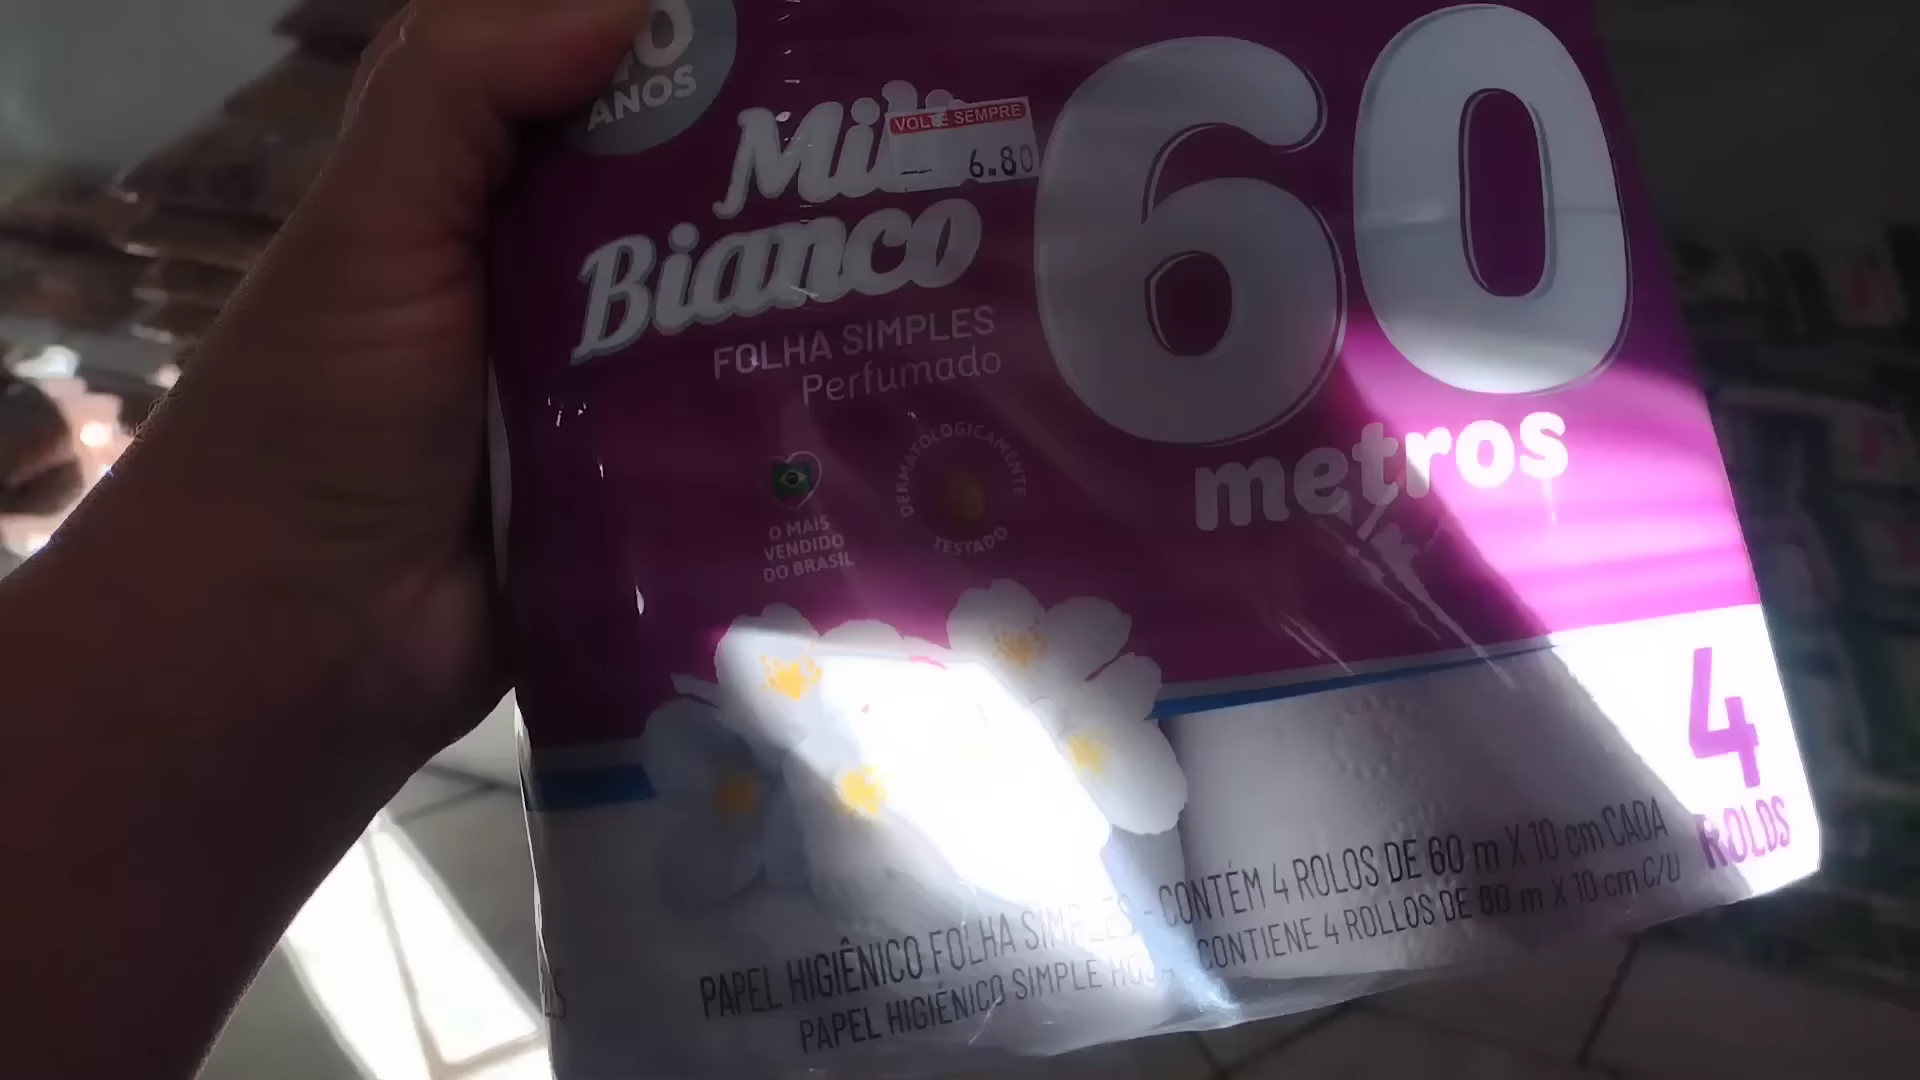 ANOS
Mili
VOLTE SEMPRE
6.80
Bianco
FOLHA SIMPLES
Perfumado
60
metros
O MAIS
VENDIDO
DO BRASIL
DERMATOLOGICAMENTE
TESTADO
4
ROLOS
PAPEL HIGIÊNICO FOLHA SIMPLES - CONTÉM 4 ROLOS DE 60 m X 10 cm CADA
PAPEL HIGIÉNICO SIMPLE HOJA - CONTIENE 4 ROLLOS DE 60 m X 10 cm C/U